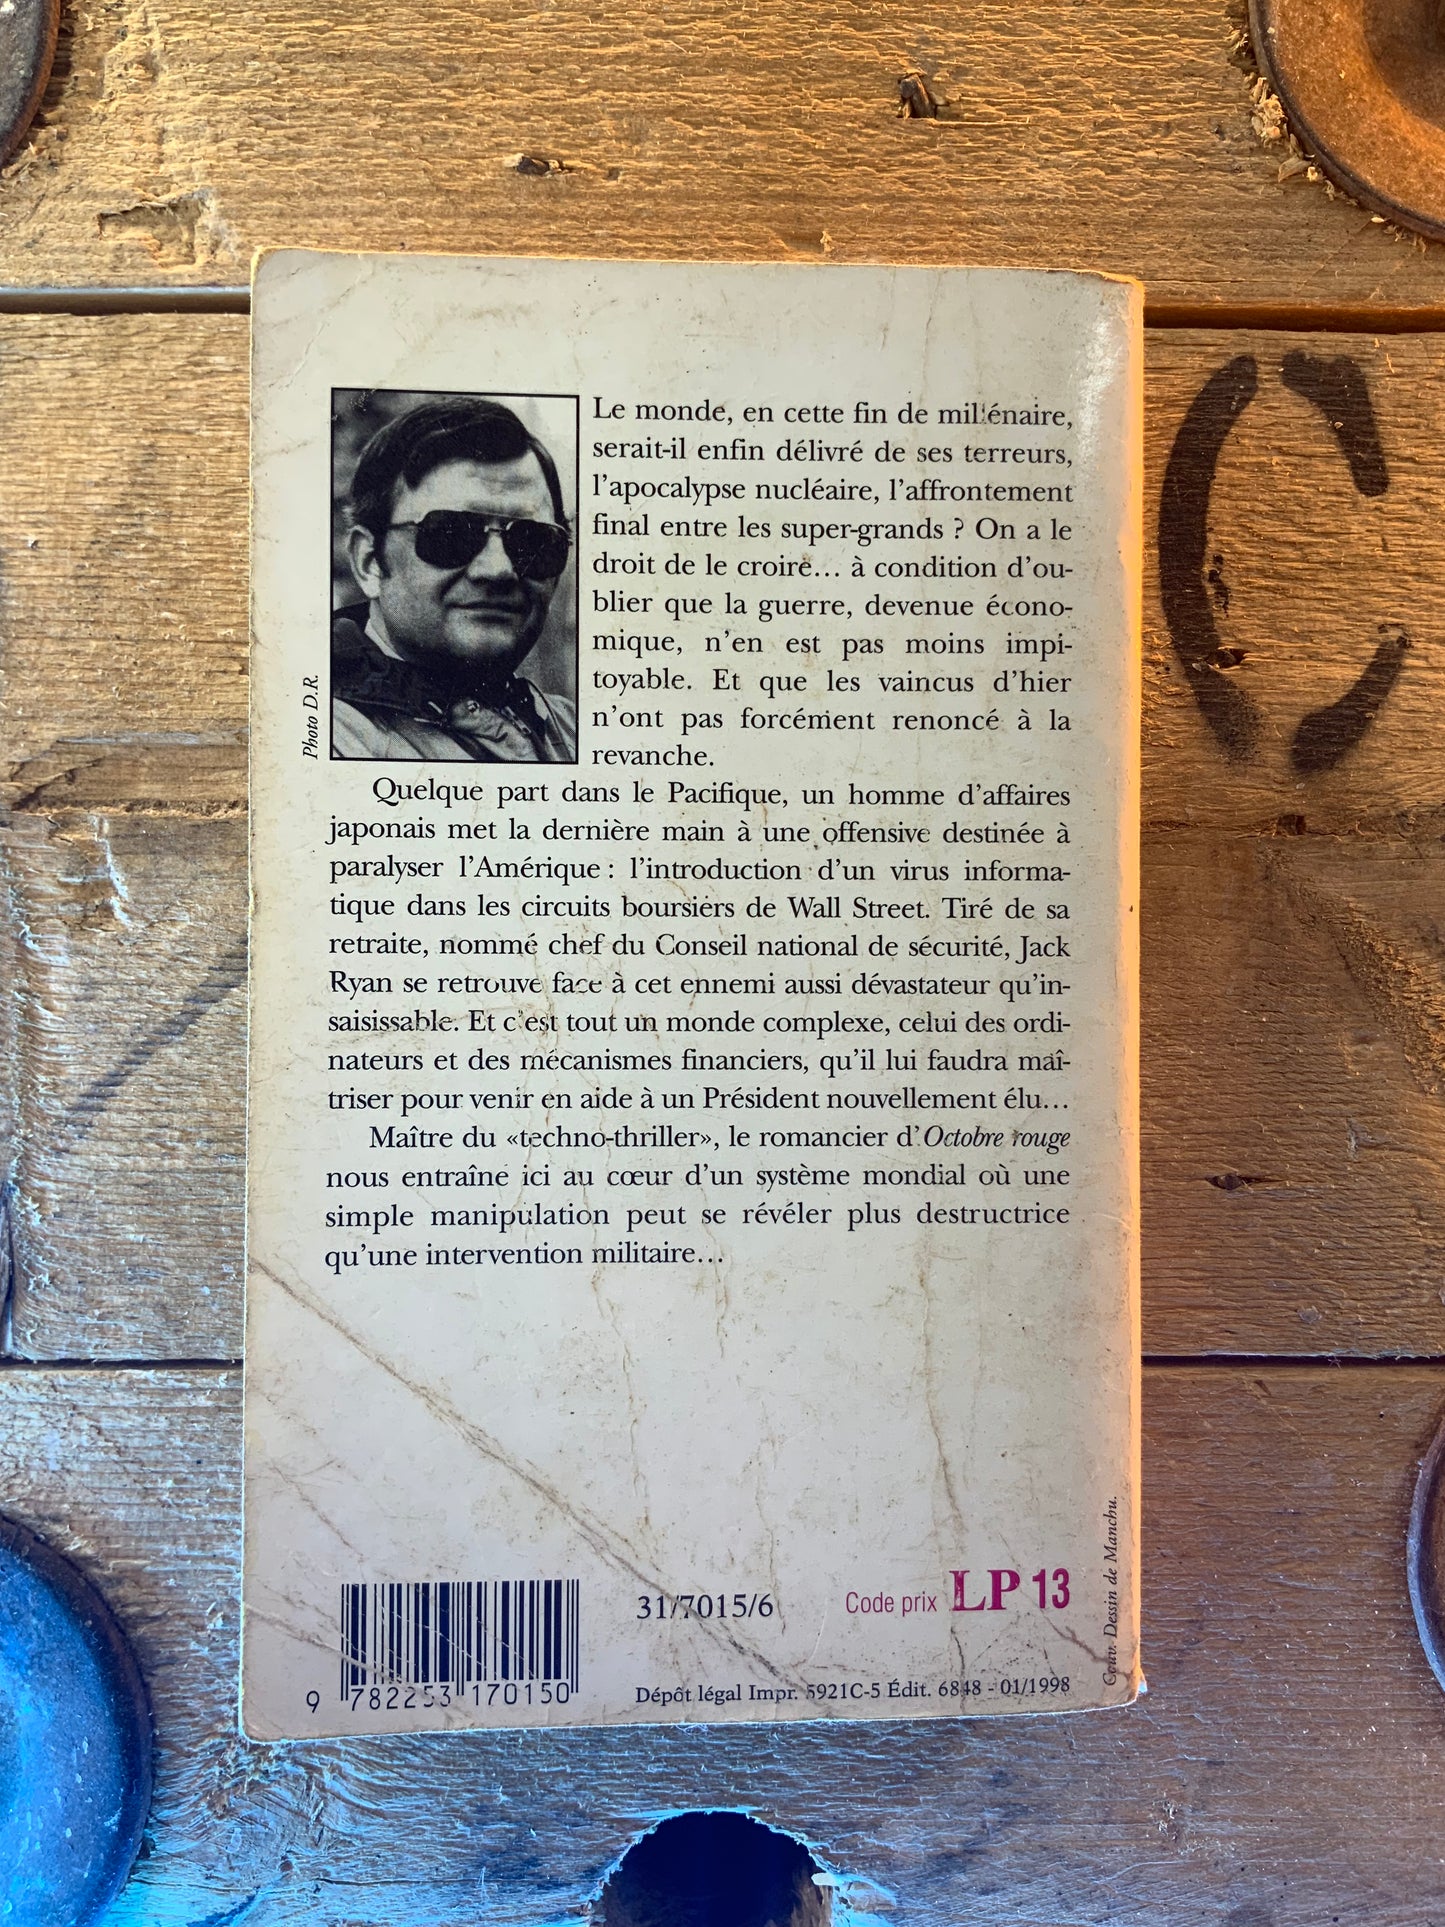 Le monde, en cette fin de millénaire,
serait-il enfin délivré de ses terreurs,
l'apocalypse nucléaire, l'affrontement
final entre les super-grands ? On a le
droit de le croire… à condition d'ou-
blier que la guerre, devenue écono-
mique, n'en est pas moins impi-
toyable. Et que les vaincus d'hier
n'ont pas forcément renoncé à la
revanche.
Photo D.R.
Quelque part dans le Pacifique, un homme d'affaires
japonais met la dernière main à une offensive destinée à
paralyser l'Amérique : l'introduction d'un virus informa-
tique dans les circuits boursiers de Wall Street. Tiré de sa
retraite, nommé chef du Conseil national de sécurité, Jack
Ryan se retrouve face à cet ennemi aussi dévastateur qu'in-
saisissable. Et c'est tout un monde complexe, celui des ordi-
nateurs et des mécanismes financiers, qu'il lui faudra maî-
triser pour venir en aide à un Président nouvellement élu…
Maître du «techno-thriller», le romancier d'Octobre rouge
nous entraîne ici au cœur d'un système mondial où une
simple manipulation peut se révéler plus destructrice
qu'une intervention militaire…
Couv. Dessin de Manchu.
31/7015/6
Code prix LP 13
9 782253 170150
Dépôt légal Impr. 5921C-5 Édit. 6848 - 01/1998